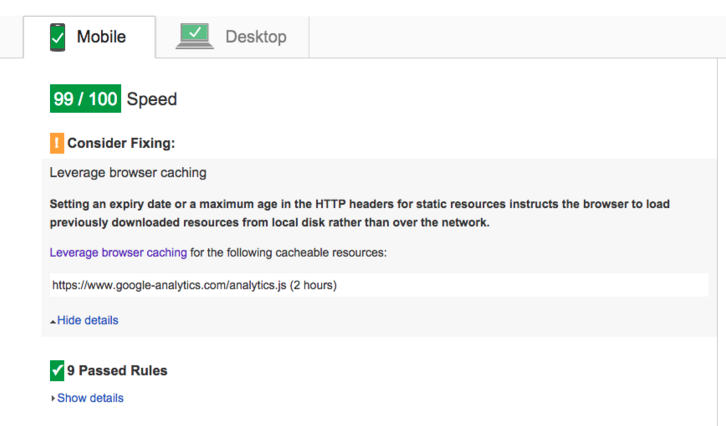 Mobile
Desktop
99 / 100 Speed
! Consider Fixing:
Leverage browser caching
Setting an expiry date or a maximum age in the HTTP headers for static resources instructs the browser to load
previously downloaded resources from local disk rather than over the network.
Leverage browser caching for the following cacheable resources:
https://www.google-analytics.com/analytics.js (2 hours)
Hide details
9 Passed Rules
Show details